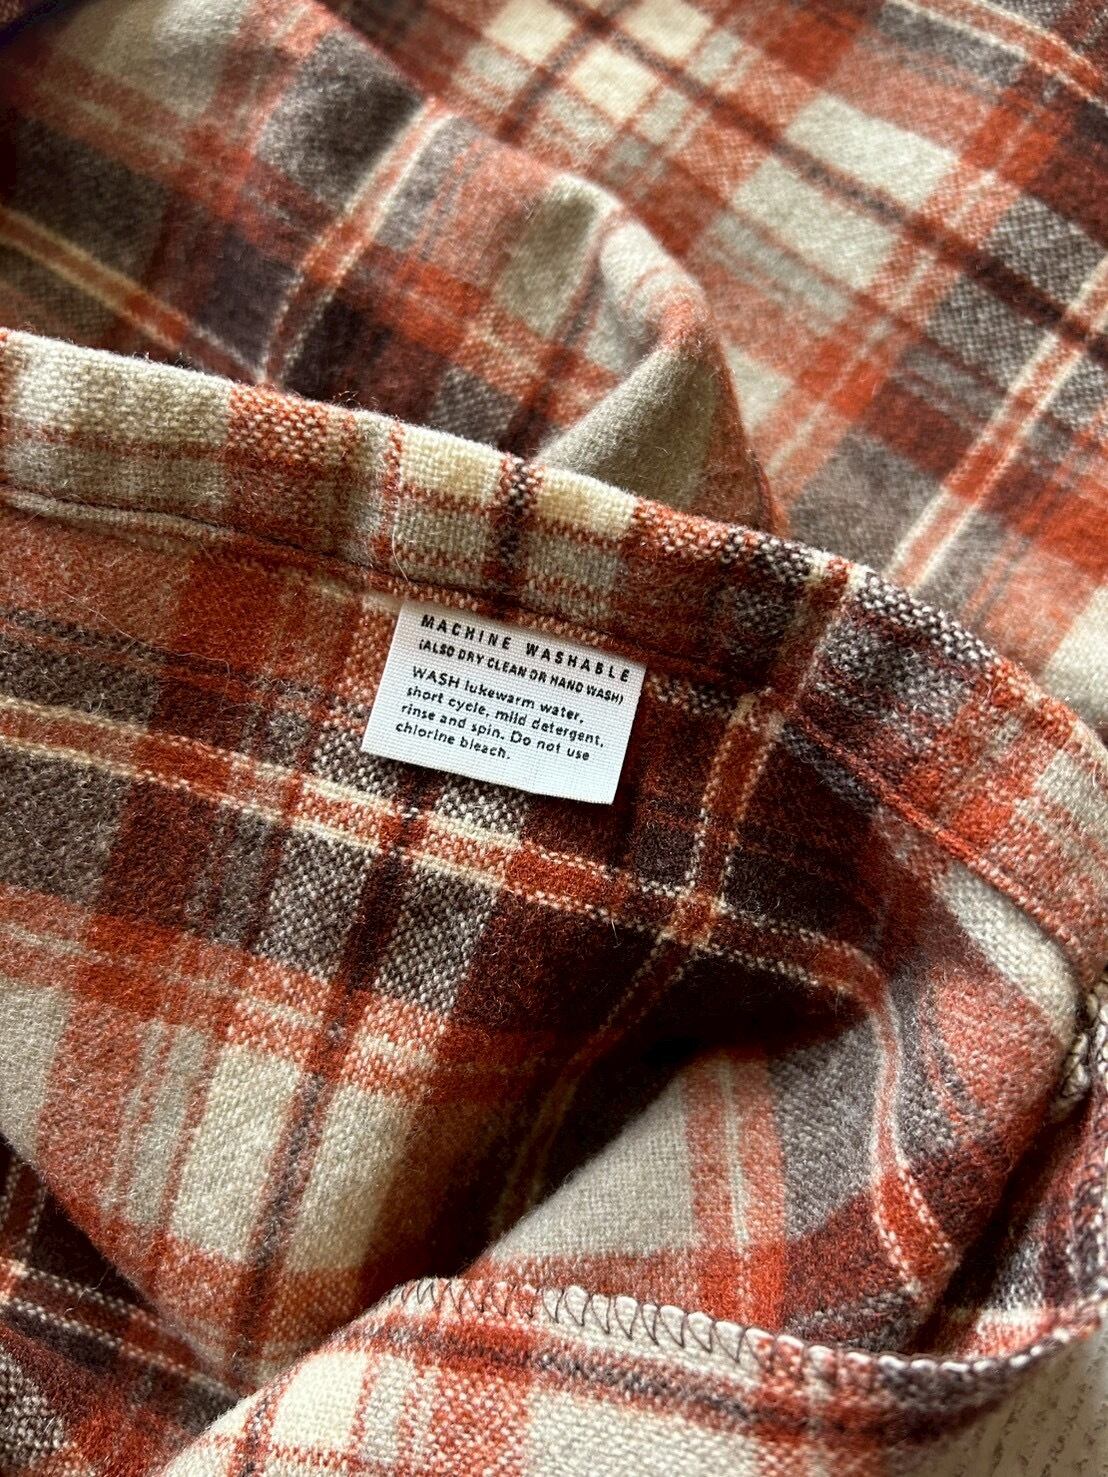 MACHINE WASHABLE
(ALSO DRY CLEAN OR HAND WASH)
WASH lukewarm water,
short cycle, mild detergent,
rinse and spin. Do not use
chlorine bleach.